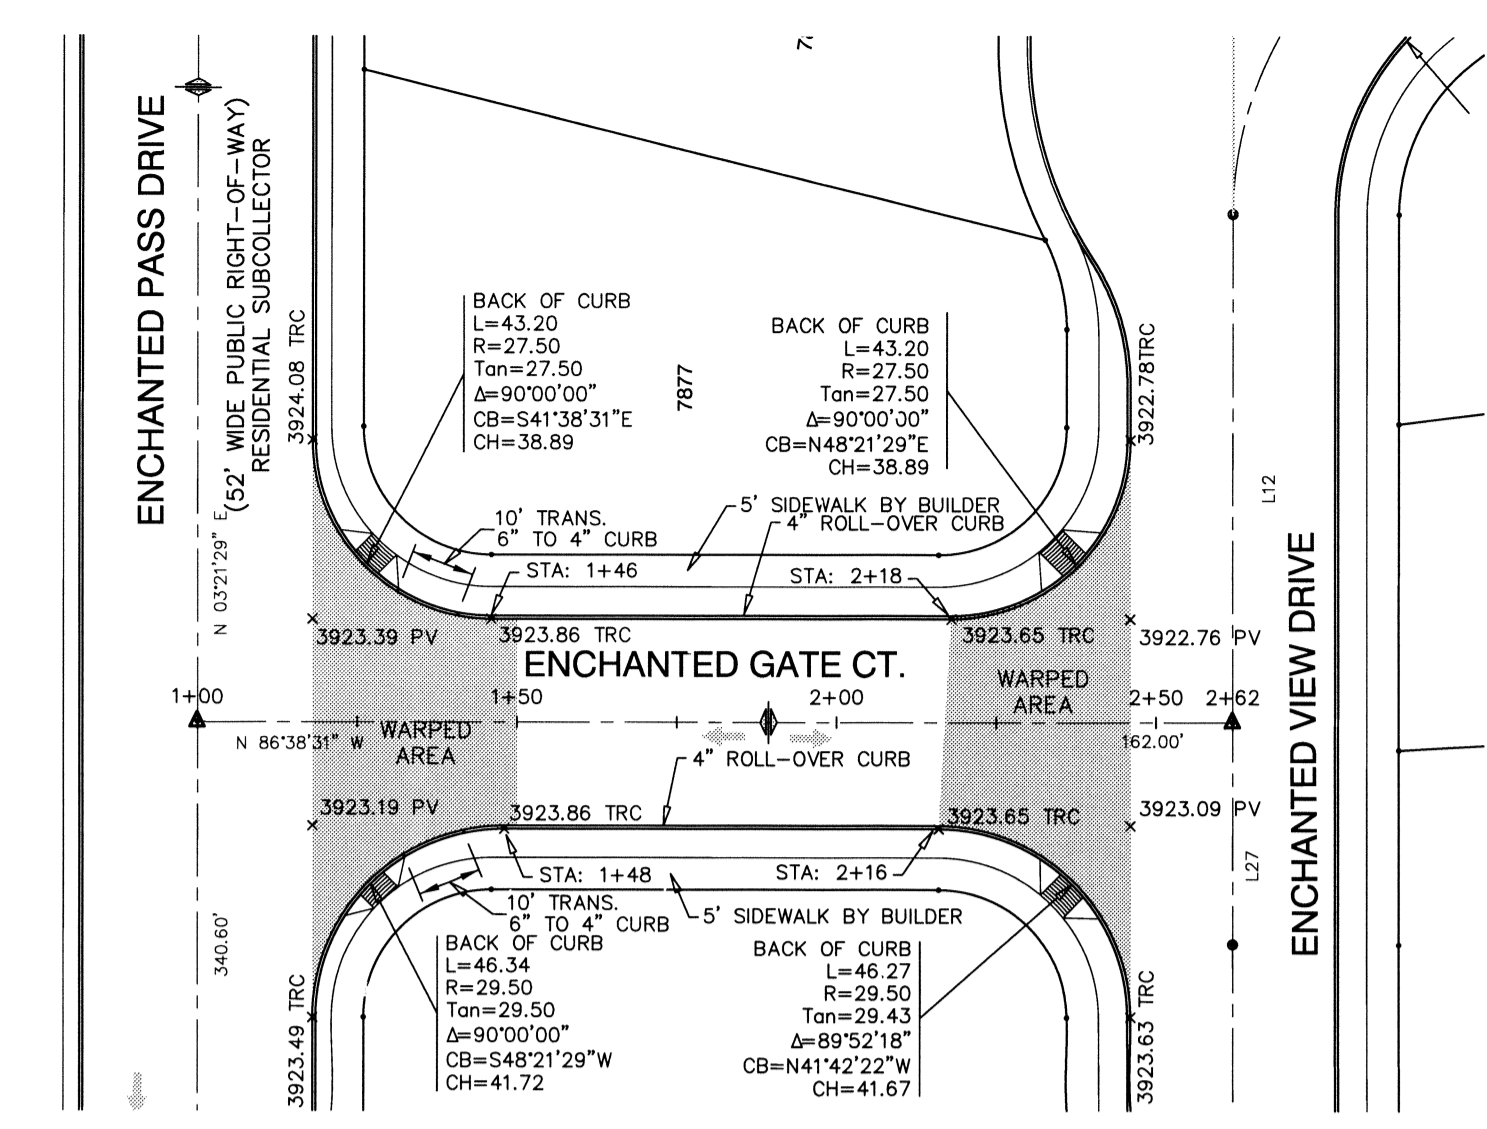 ENCHANTED PASS DRIVE
(52' WIDE PUBLIC RIGHT-OF-WAY)
RESIDENTIAL SUBCOLLECTOR
3924.08 TRC
N 03°21'29" E
BACK OF CURB
L=43.20
R=27.50
Tan=27.50
Δ=90°00'00"
CB=S41°38'31"E
CH=38.89
7877
BACK OF CURB
L=43.20
R=27.50
Tan=27.50
Δ=90°00'00"
CB=N48°21'29"E
CH=38.89
3922.78TRC
L12
10' TRANS.
6" TO 4" CURB
5' SIDEWALK BY BUILDER
4" ROLL-OVER CURB
STA: 1+46
STA: 2+18
3923.39 PV
3923.86 TRC
3923.65 TRC
3922.76 PV
ENCHANTED GATE CT.
ENCHANTED VIEW DRIVE
1+00
1+50
2+00
WARPED
AREA
2+50
2+62
N 86°38'31" W
WARPED
AREA
162.00'
4" ROLL-OVER CURB
3923.19 PV
3923.86 TRC
3923.65 TRC
3923.09 PV
STA: 1+48
STA: 2+16
L27
10' TRANS.
6" TO 4" CURB
5' SIDEWALK BY BUILDER
340.60'
3923.49 TRC
BACK OF CURB
L=46.34
R=29.50
Tan=29.50
Δ=90°00'00"
CB=S48°21'29"W
CH=41.72
BACK OF CURB
L=46.27
R=29.50
Tan=29.43
Δ=89°52'18"
CB=N41°42'22"W
CH=41.67
3923.63 TRC